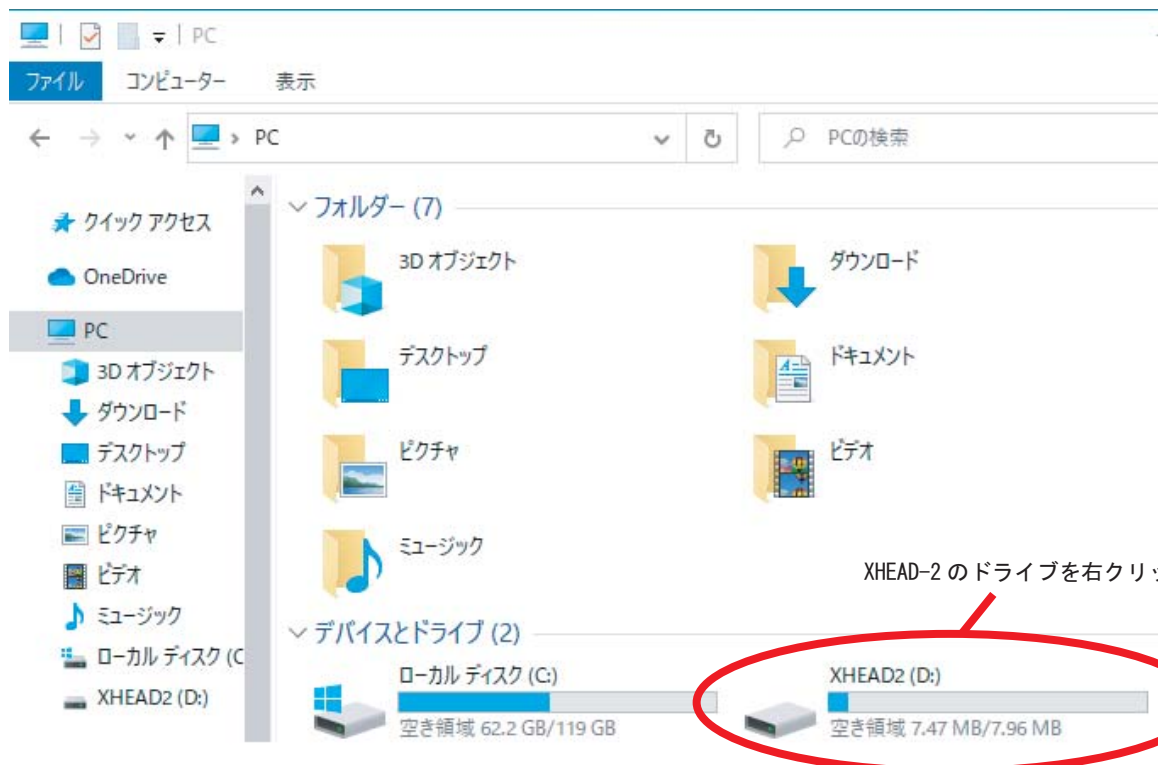 PC
ファイル コンピューター 表示
PC
PCの検索
クイック アクセス
OneDrive
PC
3D オブジェクト
ダウンロード
デスクトップ
ドキュメント
ピクチャ
ビデオ
ミュージック
ローカル ディスク (C
XHEAD2 (D:)
フォルダー (7)
3D オブジェクト
ダウンロード
デスクトップ
ドキュメント
ピクチャ
ビデオ
ミュージック
XHEAD-2 のドライブを右クリッ
デバイスとドライブ (2)
ローカル ディスク (C:)
空き領域 62.2 GB/119 GB
XHEAD2 (D:)
空き領域 7.47 MB/7.96 MB